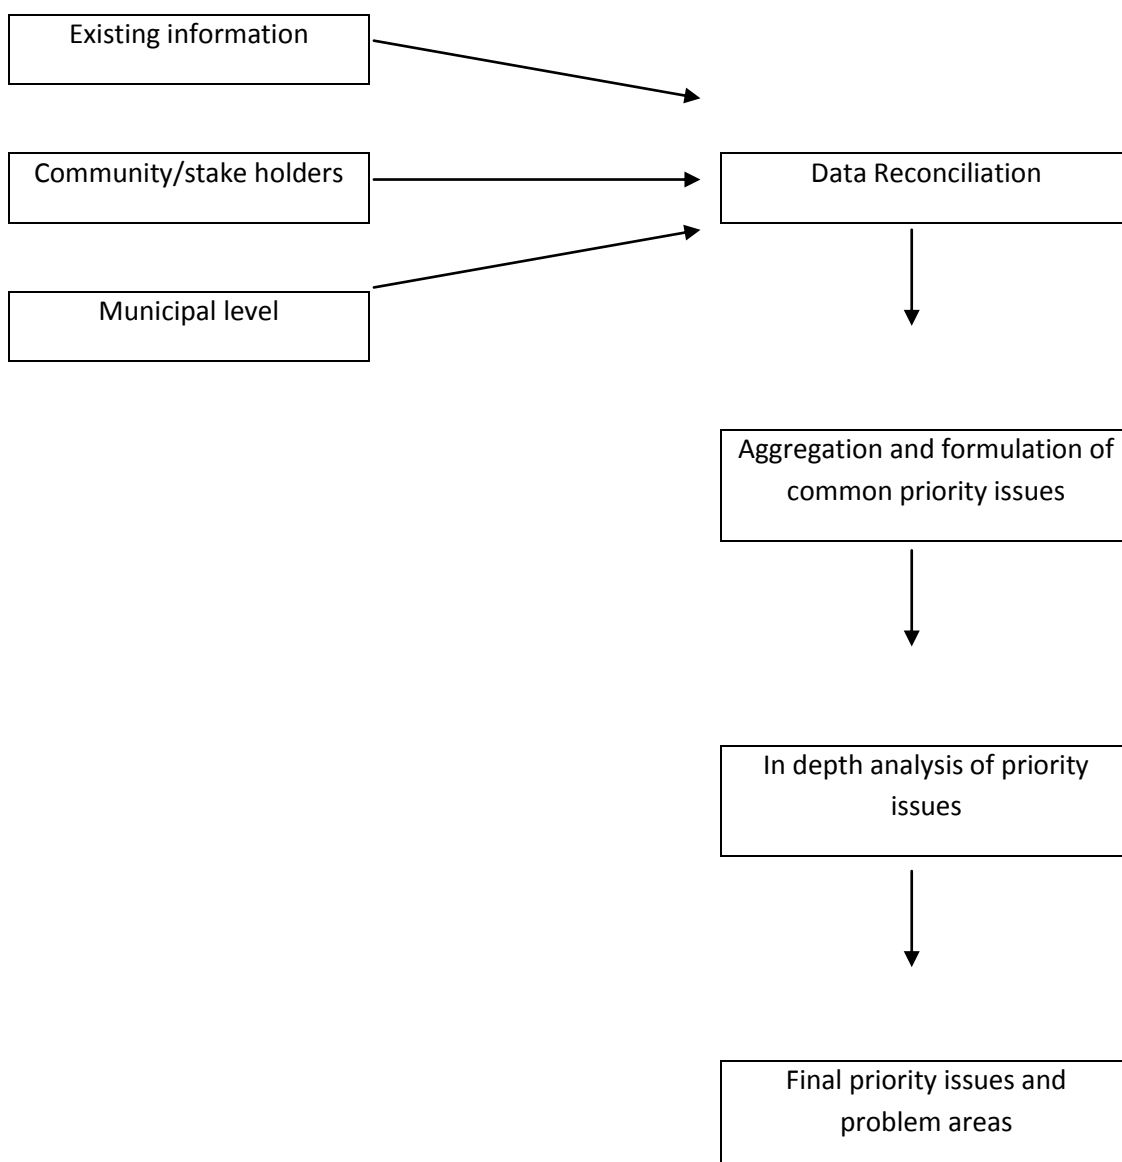 Existing information
Community/stake holders
Data Reconciliation
Municipal level
Aggregation and formulation of
common priority issues
In depth analysis of priority
issues
Final priority issues and
problem areas